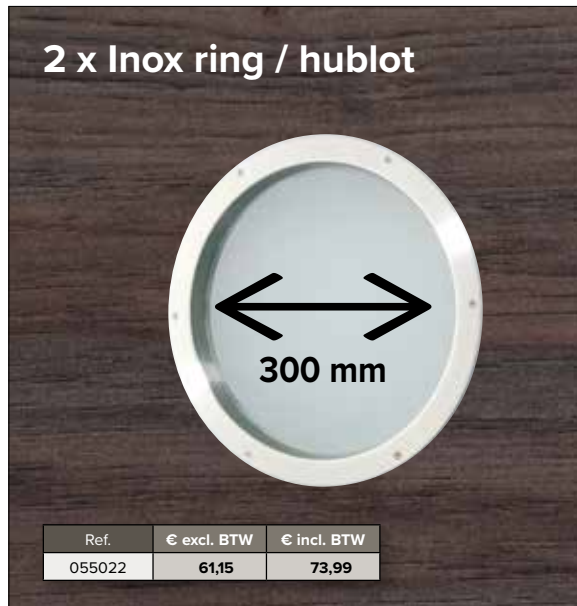 2 x Inox ring / hublot
300 mm
Ref. € excl. BTW € incl. BTW
055022 61,15 73,99